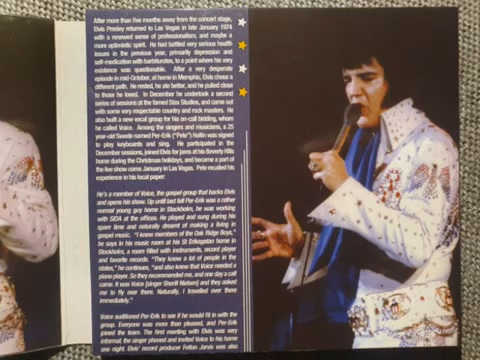 After more than five months away from the concert stage,
Elvis Presley returned to Las Vegas in late January 1974
with a renewed sense of professionalism, and maybe a
more optimistic spirit. He had battled very serious health
issues in the previous year, primarily depression and
self-medication with barbiturates, to a point where his very
existence was questionable. After a very desperate
episode in mid-October, at home in Memphis, Elvis chose a
different path. He rested, he ate better, and he pulled close
to those he loved. In December he undertook a second
series of sessions at the famed Stax Studios, and came out
with some very respectable country and rock masters. He
also built a new vocal group for his on-call bidding, whom
he called Voice. Among the singers and musicians, a 25
year-old Swede named Per-Erik ("Pete") Hallin was signed
to play keyboards and sing. He participated in the
December sessions, joined Elvis for jams at his Beverly Hills
home during the Christmas holidays, and became a part of
the live show come January in Las Vegas. Pete recalled his
experience in his local paper:
He's a member of Voice, the gospel group that backs Elvis
and opens his show. Up until last fall Per-Erik was a rather
normal young guy home in Stockholm, he was working
with SIDA at the offices. He played and sung during his
spare time and naturally dreamt of making a living in
gospel music. "I knew members of the Oak Ridge Boys,"
he says in his music room at his St Eriksgatan home in
Stockholm, a room filled with instruments, records player
and favorite records. "They know a lot of people in the
states," he continues, "and also knew that Voice needed a
piano player. So they recommended me, and one day a call
came. It was Voice [singer Sherill Nielsen] and they asked
me to fly over there. Naturally, I travelled over there
immediately."
Voice auditioned Per-Erik to see if he would fit in with the
group. Everyone was more than pleased, and Per-Erik
joined the team. The first meeting with Elvis was very
informal; the singer phoned and invited Voice to his home
one night. Elvis' record producer Felton Jarvis was also